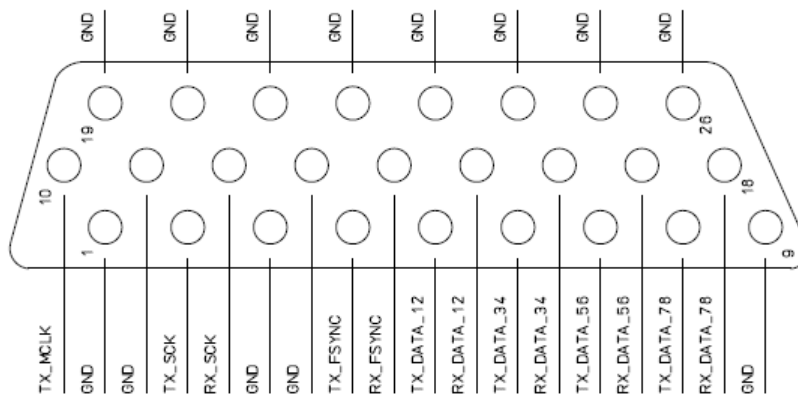 GND GND GND GND GND GND GND GND
19 26
10 18
1 9
TX_MCLK
GND
GND
TX_SCK
RX_SCK
GND
GND
TX_FSYNC
RX_FSYNC
TX_DATA_12
RX_DATA_12
TX_DATA_34
RX_DATA_34
TX_DATA_56
RX_DATA_56
TX_DATA_78
RX_DATA_78
GND